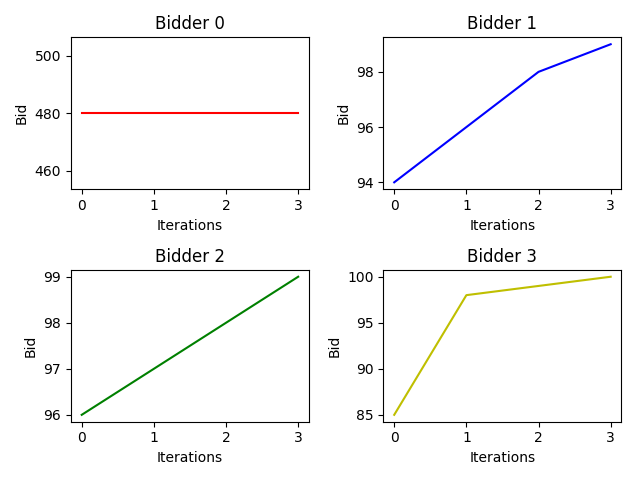 Bidder 0
500
480
460
Bid
0 1 2 3
Iterations
Bidder 1
98
96
94
Bid
0 1 2 3
Iterations
Bidder 2
99
98
97
96
Bid
0 1 2 3
Iterations
Bidder 3
100
95
90
85
Bid
0 1 2 3
Iterations